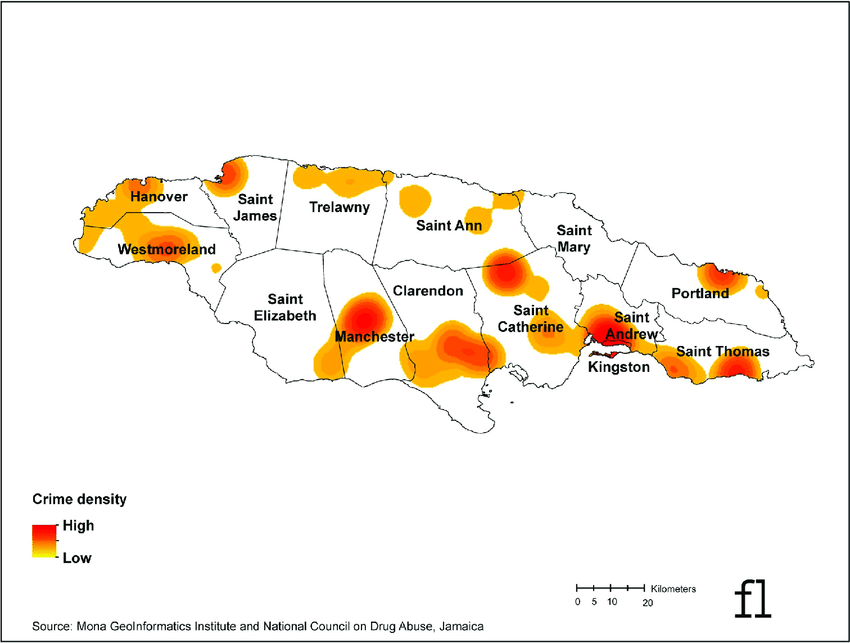 Hanover
Saint
James
Trelawny
Saint Ann
Saint
Mary
Westmoreland
Clarendon
Portland
Saint
Elizabeth
Manchester
Saint
Catherine
Saint
Andrew
Saint Thomas
Kingston
Crime density
High
Low
Kilometers
0 5 10 20
fl
Source: Mona GeoInformatics Institute and National Council on Drug Abuse, Jamaica